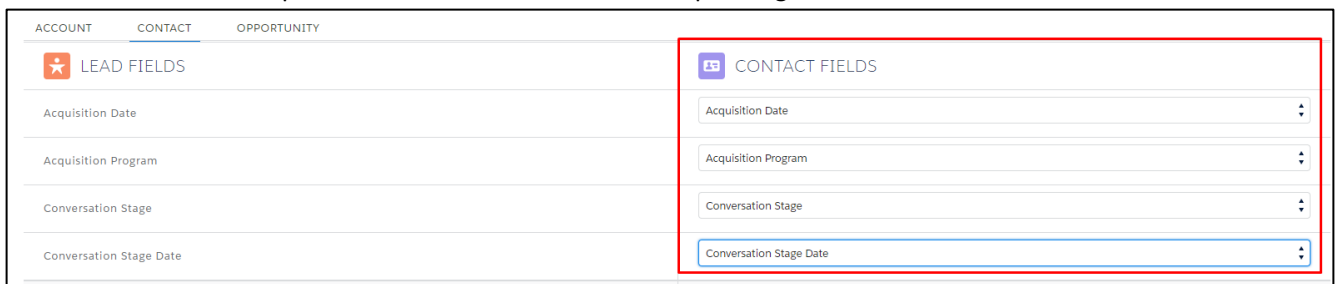 ACCOUNT CONTACT OPPORTUNITY
LEAD FIELDS CONTACT FIELDS
Acquisition Date Acquisition Date
Acquisition Program Acquisition Program
Conversation Stage Conversation Stage
Conversation Stage Date Conversation Stage Date